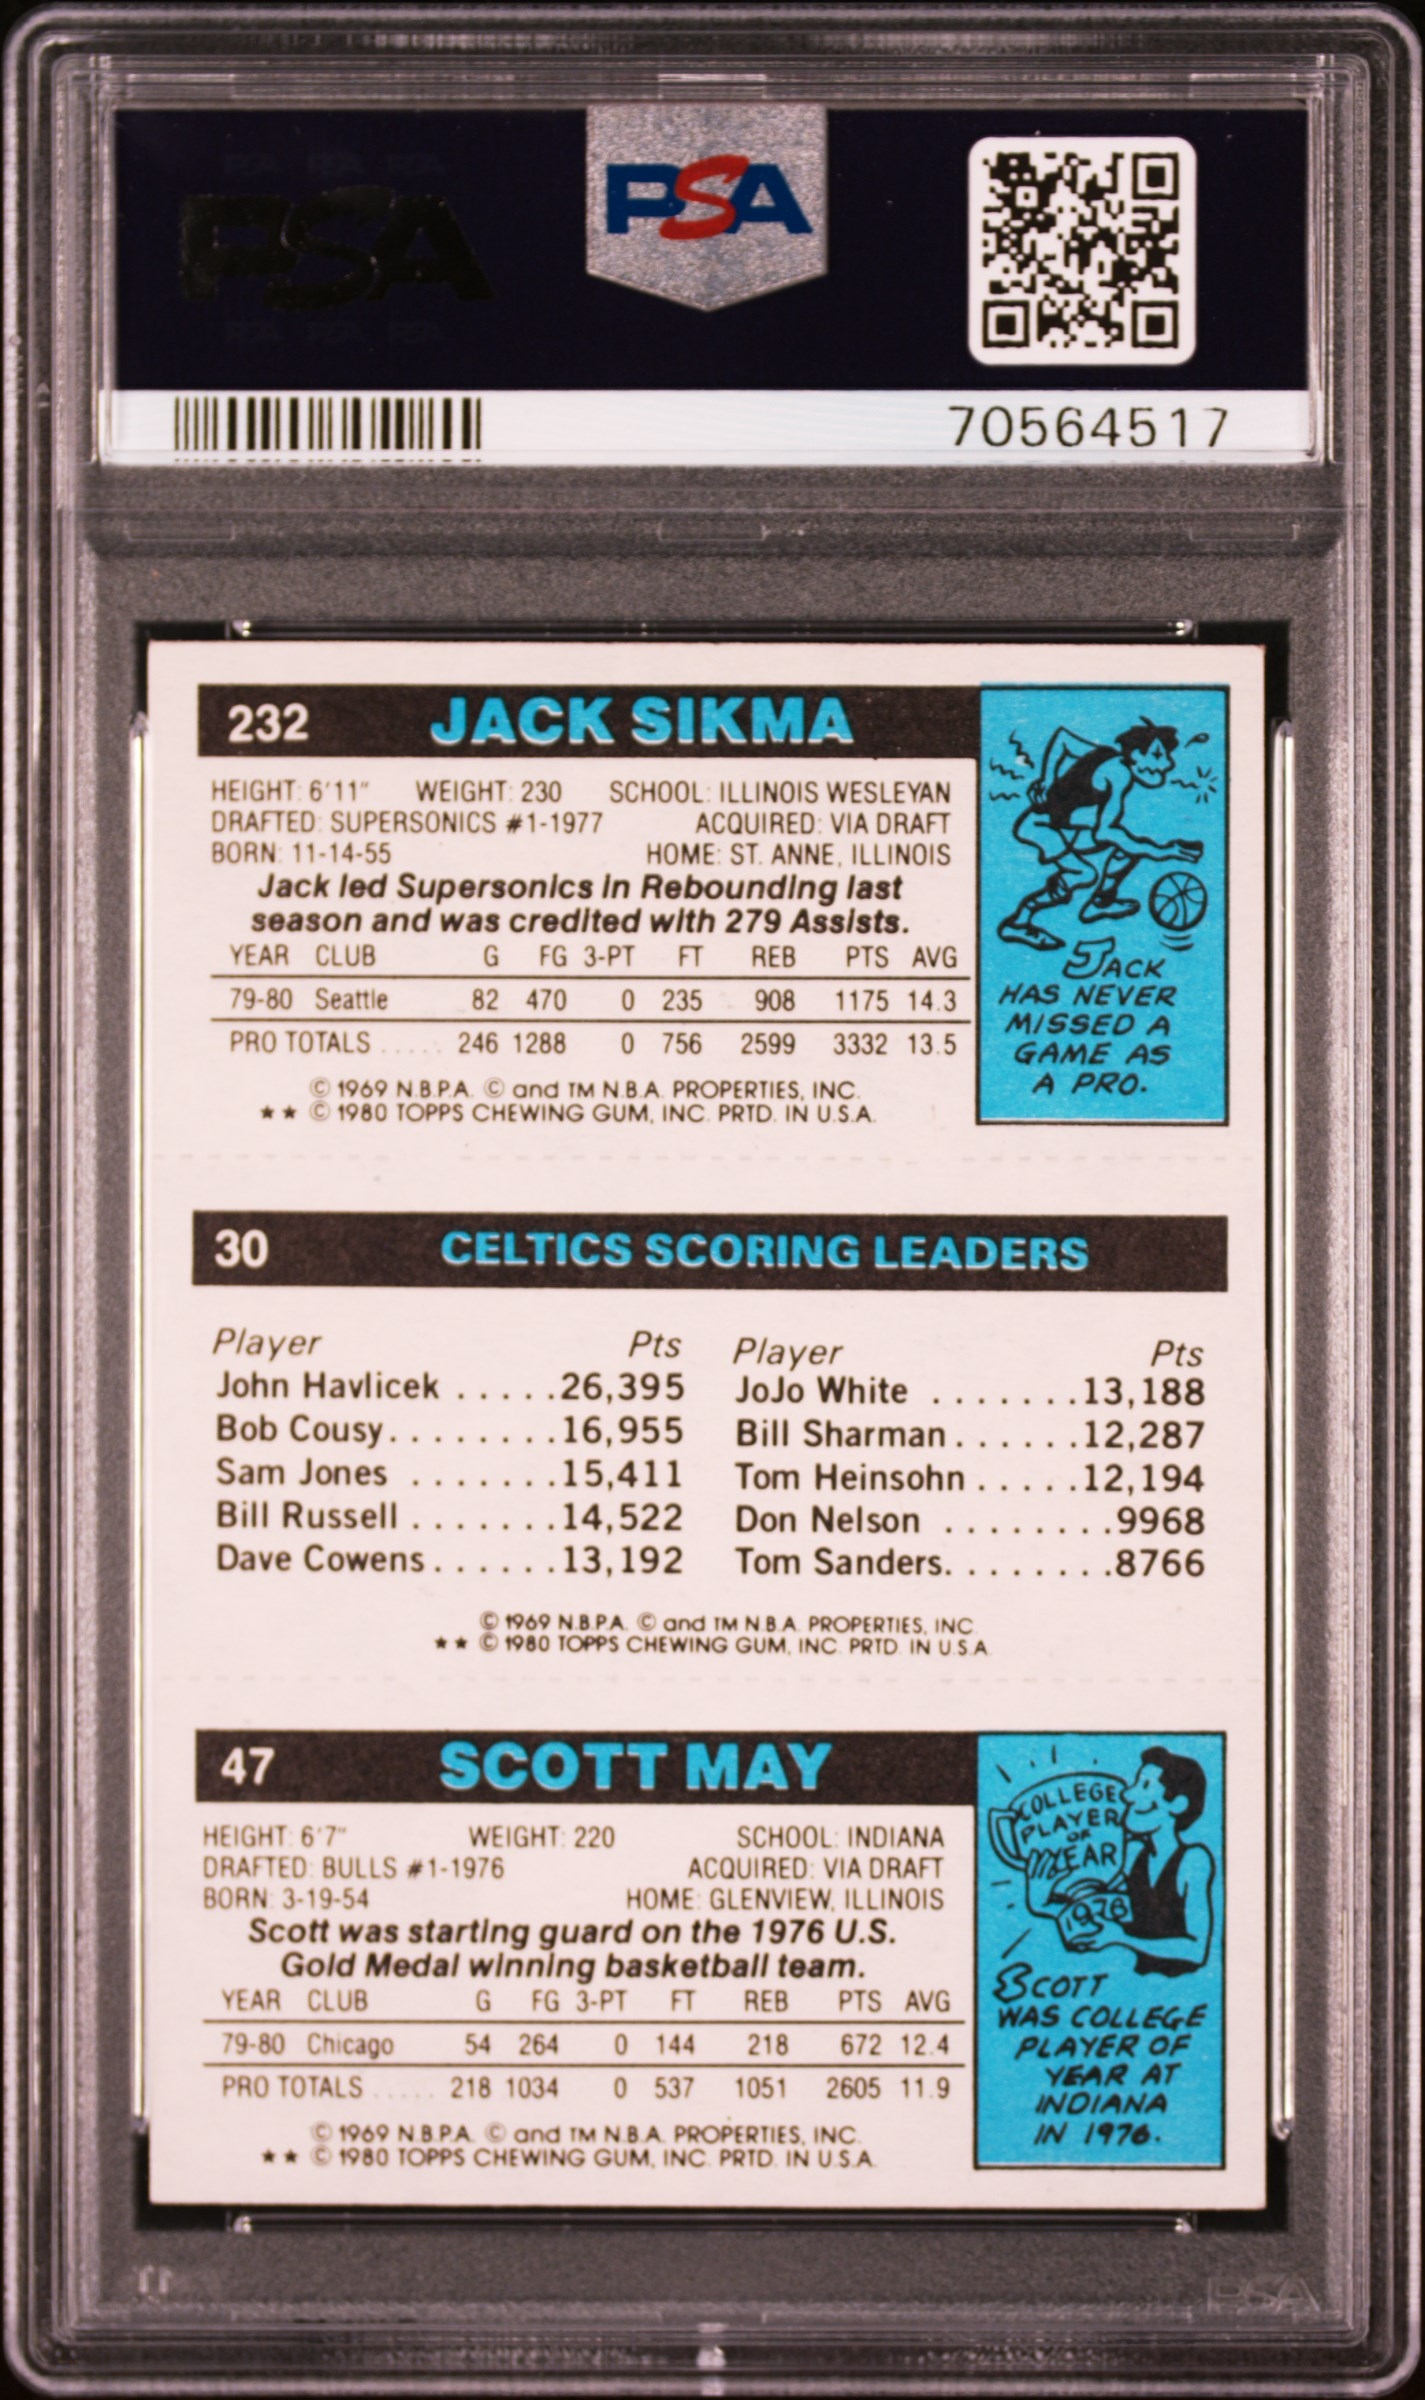 PSA
PSA
70564517
232 JACK SIKMA
HEIGHT: 6'11" WEIGHT: 230 SCHOOL: ILLINOIS WESLEYAN
DRAFTED: SUPERSONICS #1-1977 ACQUIRED: VIA DRAFT
BORN: 11-14-55 HOME: ST. ANNE, ILLINOIS
Jack led Supersonics in Rebounding last
season and was credited with 279 Assists.
YEAR CLUB G FG 3-PT FT REB PTS AVG
79-80 Seattle 82 470 0 235 908 1175 14.3
PRO TOTALS ..... 246 1288 0 756 2599 3332 13.5
© 1969 N.B.P.A. © and TM N.B.A. PROPERTIES, INC.
★★ © 1980 TOPPS CHEWING GUM, INC. PRTD. IN U.S.A.
JACK
HAS NEVER
MISSED A
GAME AS
A PRO.
30 CELTICS SCORING LEADERS
Player Pts Player Pts
John Havlicek .....26,395 JoJo White .......13,188
Bob Cousy........16,955 Bill Sharman......12,287
Sam Jones .......15,411 Tom Heinsohn .....12,194
Bill Russell .......14,522 Don Nelson ........9968
Dave Cowens......13,192 Tom Sanders........8766
© 1969 N.B.P.A. © and TM N.B.A. PROPERTIES, INC.
★★ © 1980 TOPPS CHEWING GUM, INC. PRTD. IN U.S.A.
47 SCOTT MAY
HEIGHT: 6'7" WEIGHT: 220 SCHOOL: INDIANA
DRAFTED: BULLS #1-1976 ACQUIRED: VIA DRAFT
BORN: 3-19-54 HOME: GLENVIEW, ILLINOIS
Scott was starting guard on the 1976 U.S.
Gold Medal winning basketball team.
YEAR CLUB G FG 3-PT FT REB PTS AVG
79-80 Chicago 54 264 0 144 218 672 12.4
PRO TOTALS ..... 218 1034 0 537 1051 2605 11.9
© 1969 N.B.P.A. © and TM N.B.A. PROPERTIES, INC.
★★ © 1980 TOPPS CHEWING GUM, INC. PRTD. IN U.S.A.
COLLEGE
PLAYER
OF
YEAR
1976
SCOTT
WAS COLLEGE
PLAYER OF
YEAR AT
INDIANA
IN 1976.
PSA